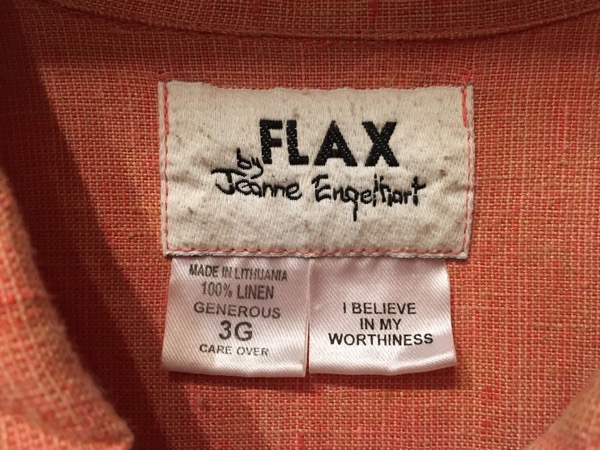 FLAX
by
Jeanne Engelhart
MADE IN LITHUANIA
100% LINEN
GENEROUS
3G
CARE OVER
I BELIEVE
IN MY
WORTHINESS